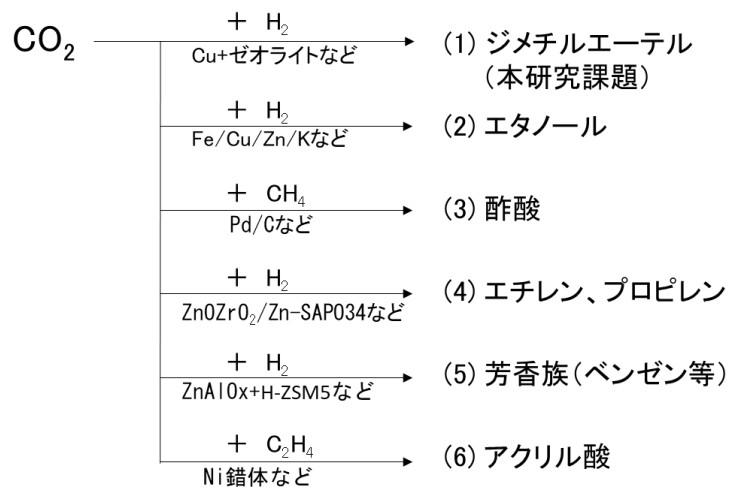 CO2
+ H2
Cu+ゼオライトなど
(1) ジメチルエーテル
(本研究課題)
+ H2
Fe/Cu/Zn/Kなど
(2) エタノール
+ CH4
Pd/Cなど
(3) 酢酸
+ H2
ZnOZrO2/Zn-SAPO34など
(4) エチレン、プロピレン
+ H2
ZnAlOx+H-ZSM5など
(5) 芳香族(ベンゼン等)
+ C2H4
Ni錯体など
(6) アクリル酸